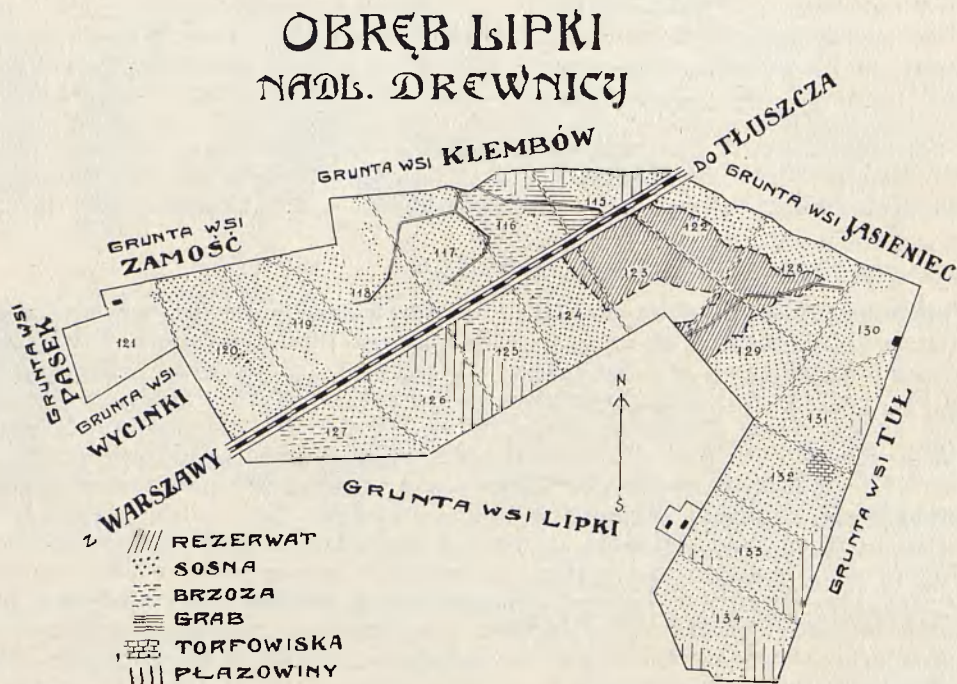 OBRĘB LIPKI
NADL. DREWNICY
GRUNTA WSI KLEMBÓW
DO TŁUSZCZA
GRUNTA WSI JASIENIEC
GRUNTA WSI
ZAMOŚĆ
GRUNTA WSI
PASEK
GRUNTA WSI
WYCINKI
Z WARSZAWY
GRUNTA WSI LIPKI
GRUNTA WSI TUŁ
N
S
115
116
117
118
119
120
121
122
123
124
125
126
127
128
129
130
131
132
133
134
REZERWAT
SOSNA
BRZOZA
GRAB
TORFOWISKA
PŁAZOWINY